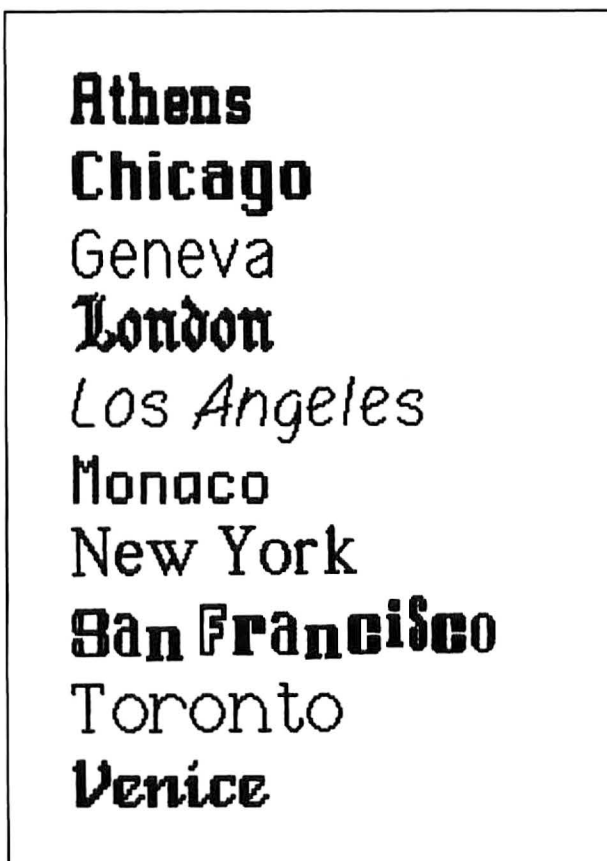 Athens
Chicago
Geneva
London
Los Angeles
Monaco
New York
San Francisco
Toronto
Venice